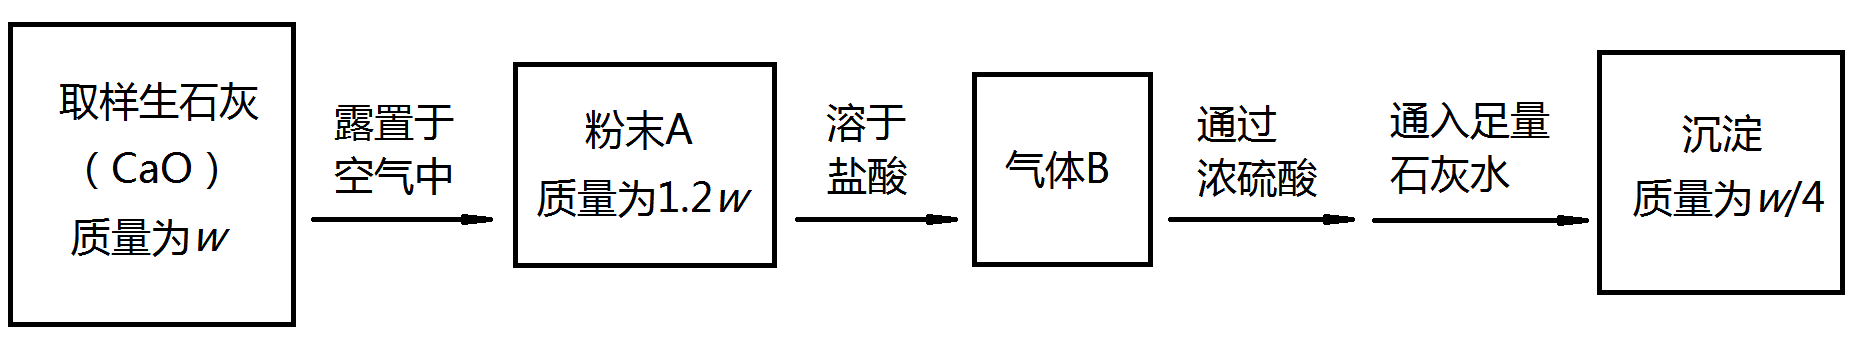 取样生石灰
（CaO）
质量为w
露置于
空气中
粉末A
质量为1.2w
溶于
盐酸
气体B
通过
浓硫酸
通入足量
石灰水
沉淀
质量为w/4